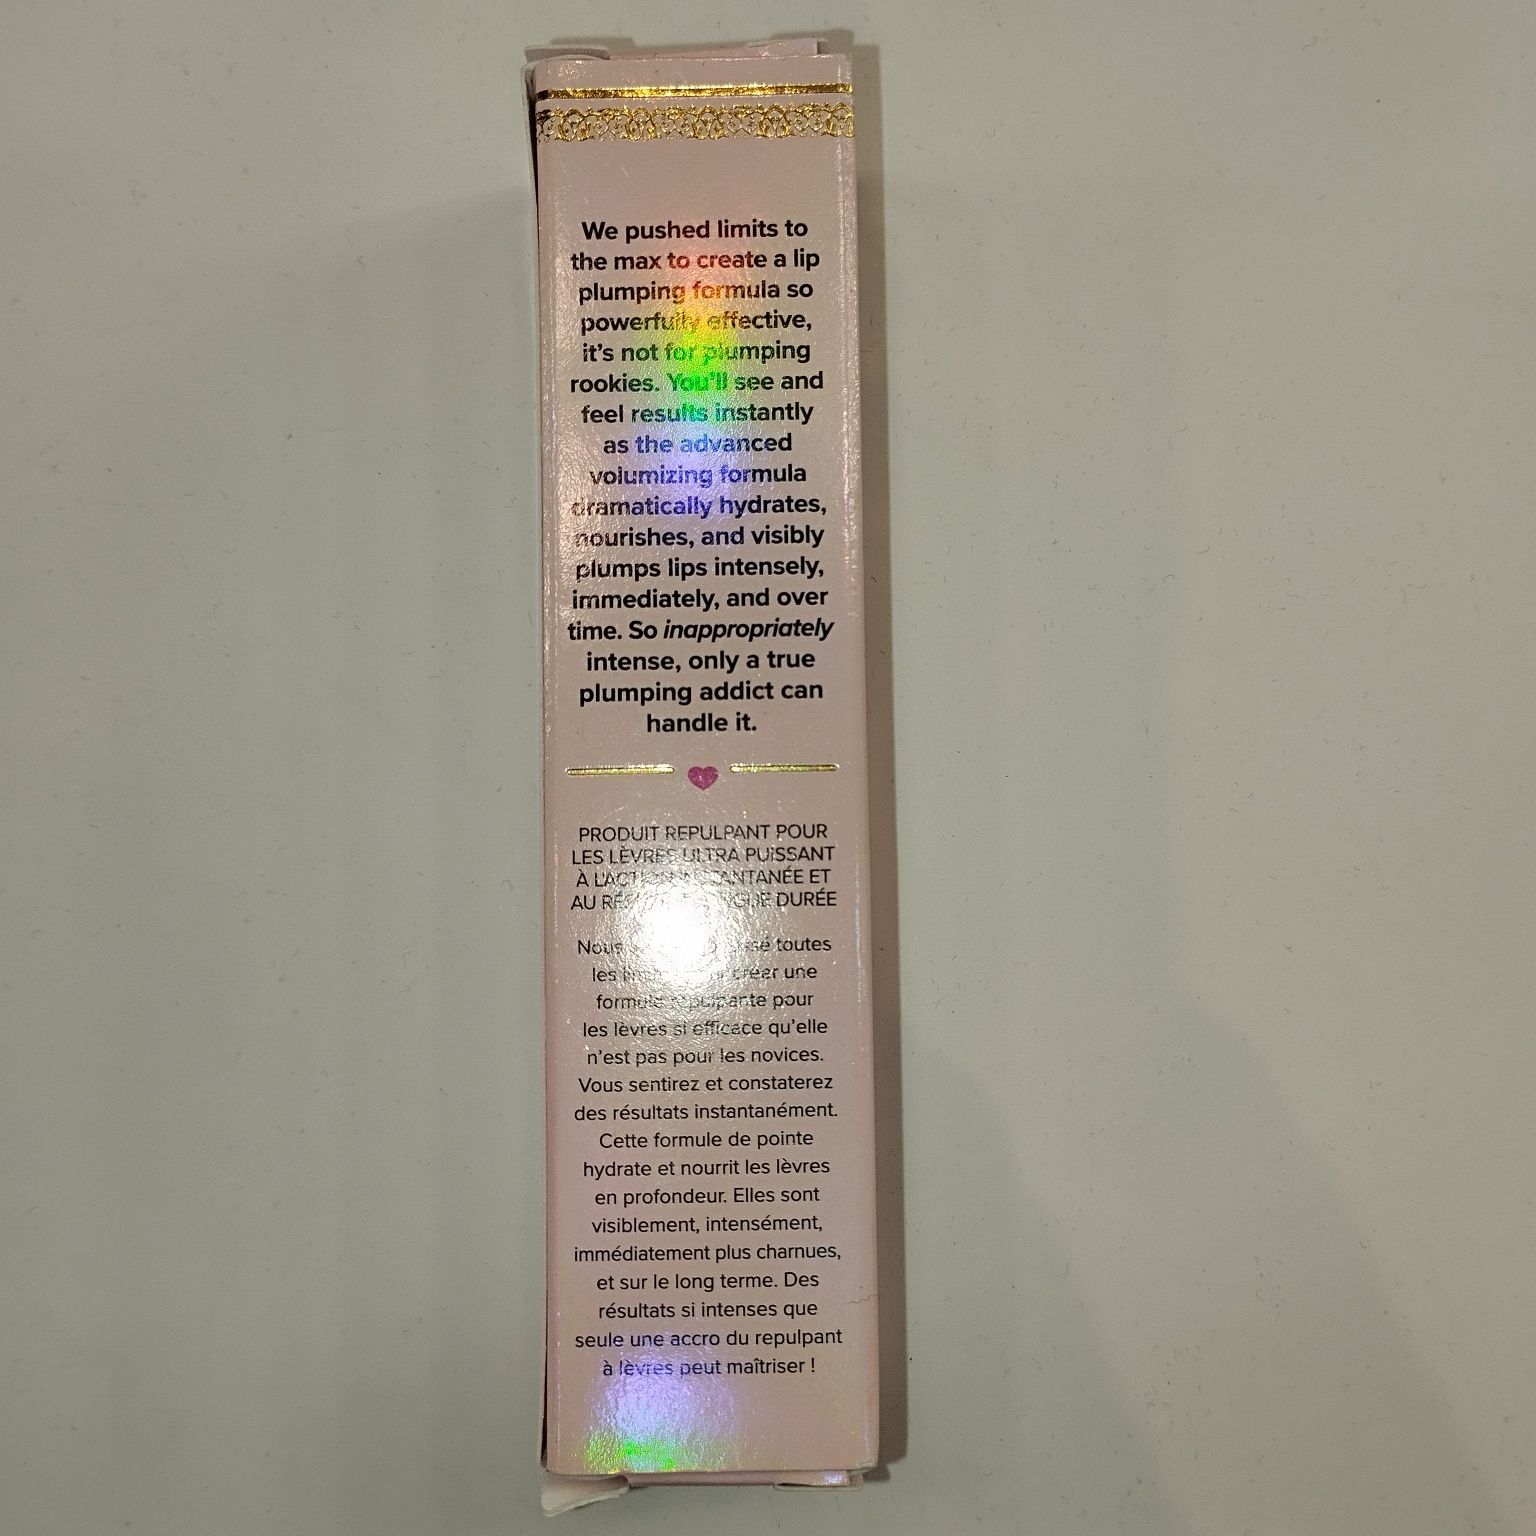 We pushed limits to
the max to create a lip
plumping formula so
powerfully effective,
it's not for plumping
rookies. You'll see and
feel results instantly
as the advanced
volumizing formula
dramatically hydrates,
nourishes, and visibly
plumps lips intensely,
immediately, and over
time. So inappropriately
intense, only a true
plumping addict can
handle it.
PRODUIT REPULPANT POUR
LES LÈVRES ULTRA PUISSANT
À L'ACTION INSTANTANÉE ET
AU DURÉE
Nous toutes
les créer une
formule repulpante pour
les lèvres si efficace qu'elle
n'est pas pour les novices.
Vous sentirez et constaterez
des résultats instantanément.
Cette formule de pointe
hydrate et nourrit les lèvres
en profondeur. Elles sont
visiblement, intensément,
immédiatement plus charnues,
et sur le long terme. Des
résultats si intenses que
seule une accro du repulpant
à lèvres peut maîtriser !